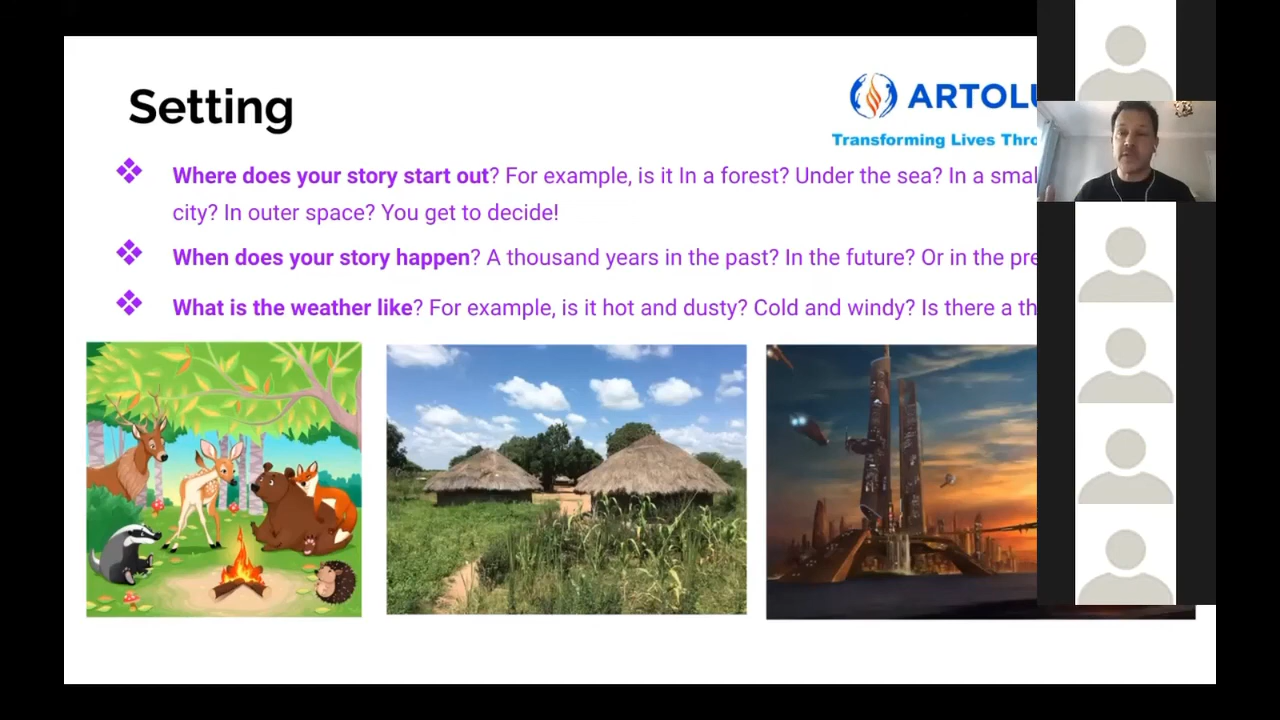 Setting
ARTOLU
Transforming Lives Thro
❖ Where does your story start out? For example, is it In a forest? Under the sea? In a smal
city? In outer space? You get to decide!
❖ When does your story happen? A thousand years in the past? In the future? Or in the pre
❖ What is the weather like? For example, is it hot and dusty? Cold and windy? Is there a th